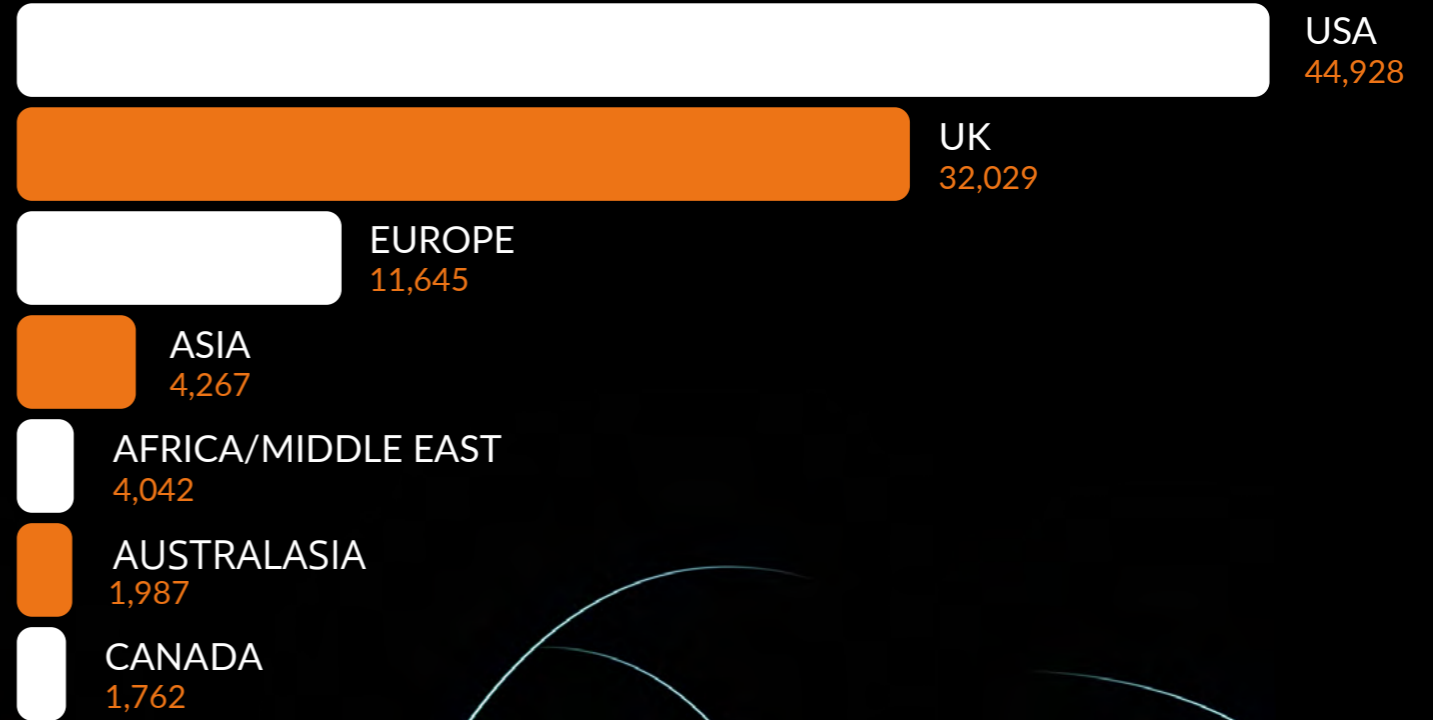 USA
44,928
UK
32,029
EUROPE
11,645
ASIA
4,267
AFRICA/MIDDLE EAST
4,042
AUSTRALASIA
1,987
CANADA
1,762